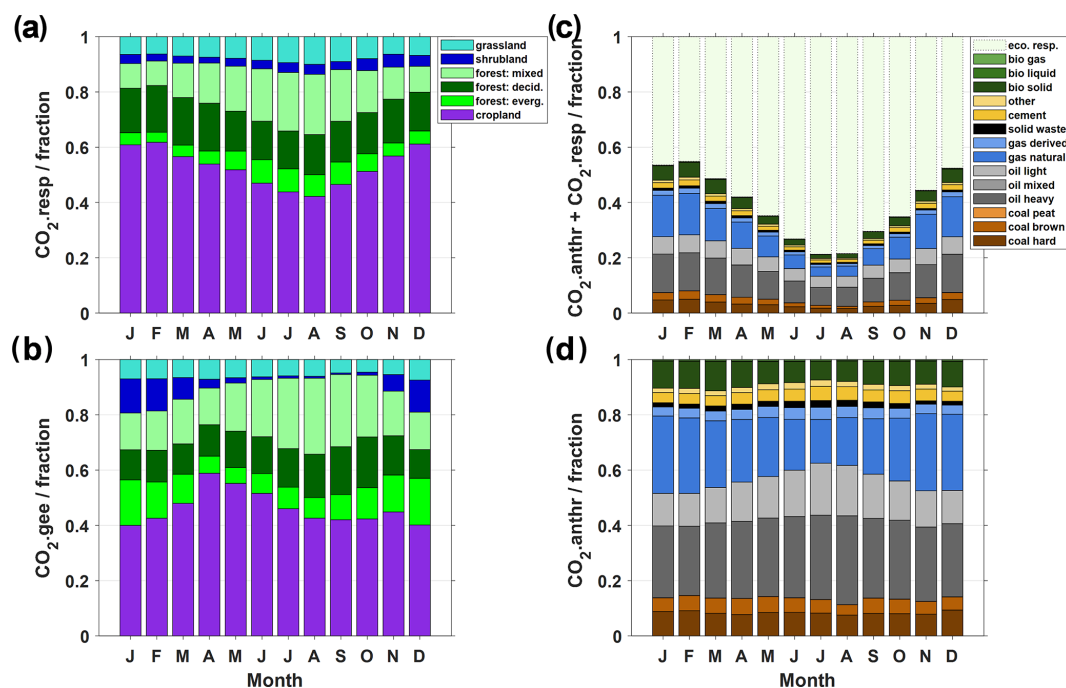 (a)
CO2.resp / fraction
1
0.8
0.6
0.4
0.2
0
grassland
shrubland
forest: mixed
forest: decid.
forest: everg.
cropland
J F M A M J J A S O N D
(b)
CO2.gee / fraction
1
0.8
0.6
0.4
0.2
0
J F M A M J J A S O N D
Month
(c)
CO2.anthr + CO2.resp / fraction
1
0.8
0.6
0.4
0.2
0
eco. resp.
bio gas
bio liquid
bio solid
other
cement
solid waste
gas derived
gas natural
oil light
oil mixed
oil heavy
coal peat
coal brown
coal hard
J F M A M J J A S O N D
(d)
CO2.anthr / fraction
1
0.8
0.6
0.4
0.2
0
J F M A M J J A S O N D
Month